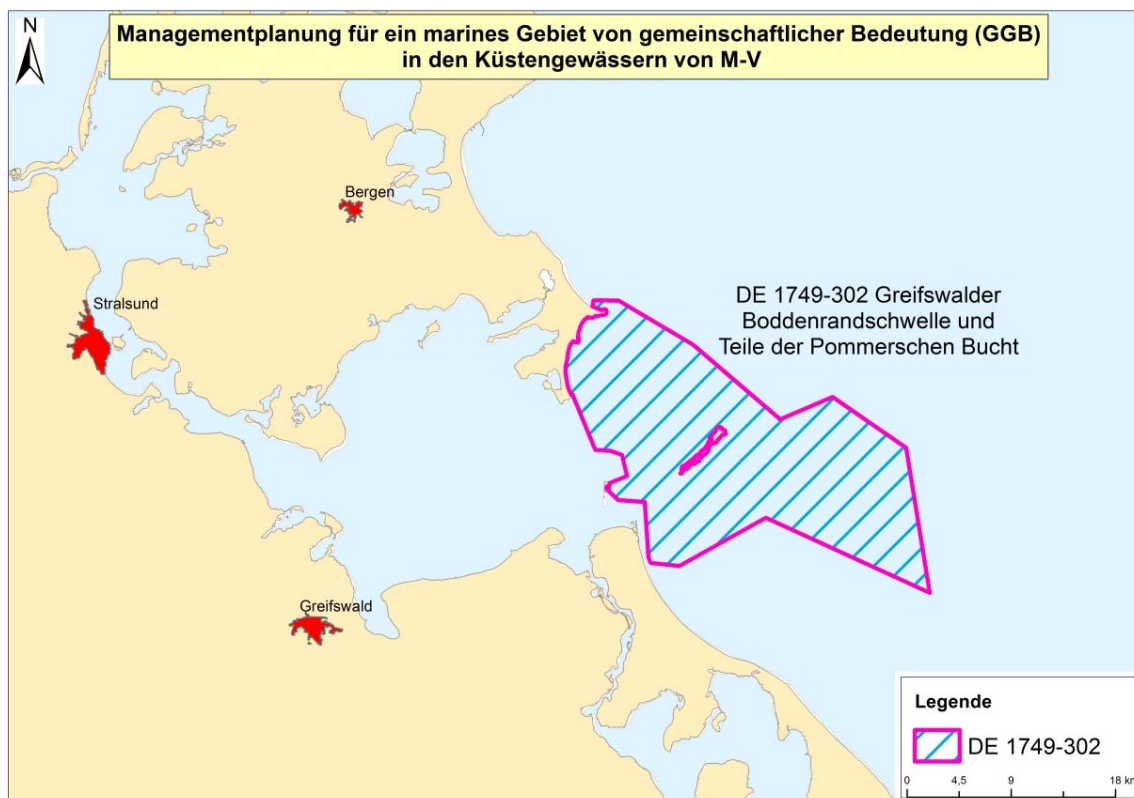 N
Managementplanung für ein marines Gebiet von gemeinschaftlicher Bedeutung (GGB)
in den Küstengewässern von M-V
Bergen
Stralsund
DE 1749-302 Greifswalder
Boddenrandschwelle und
Teile der Pommerschen Bucht
Greifswald
Legende
DE 1749-302
0 4,5 9 18 km